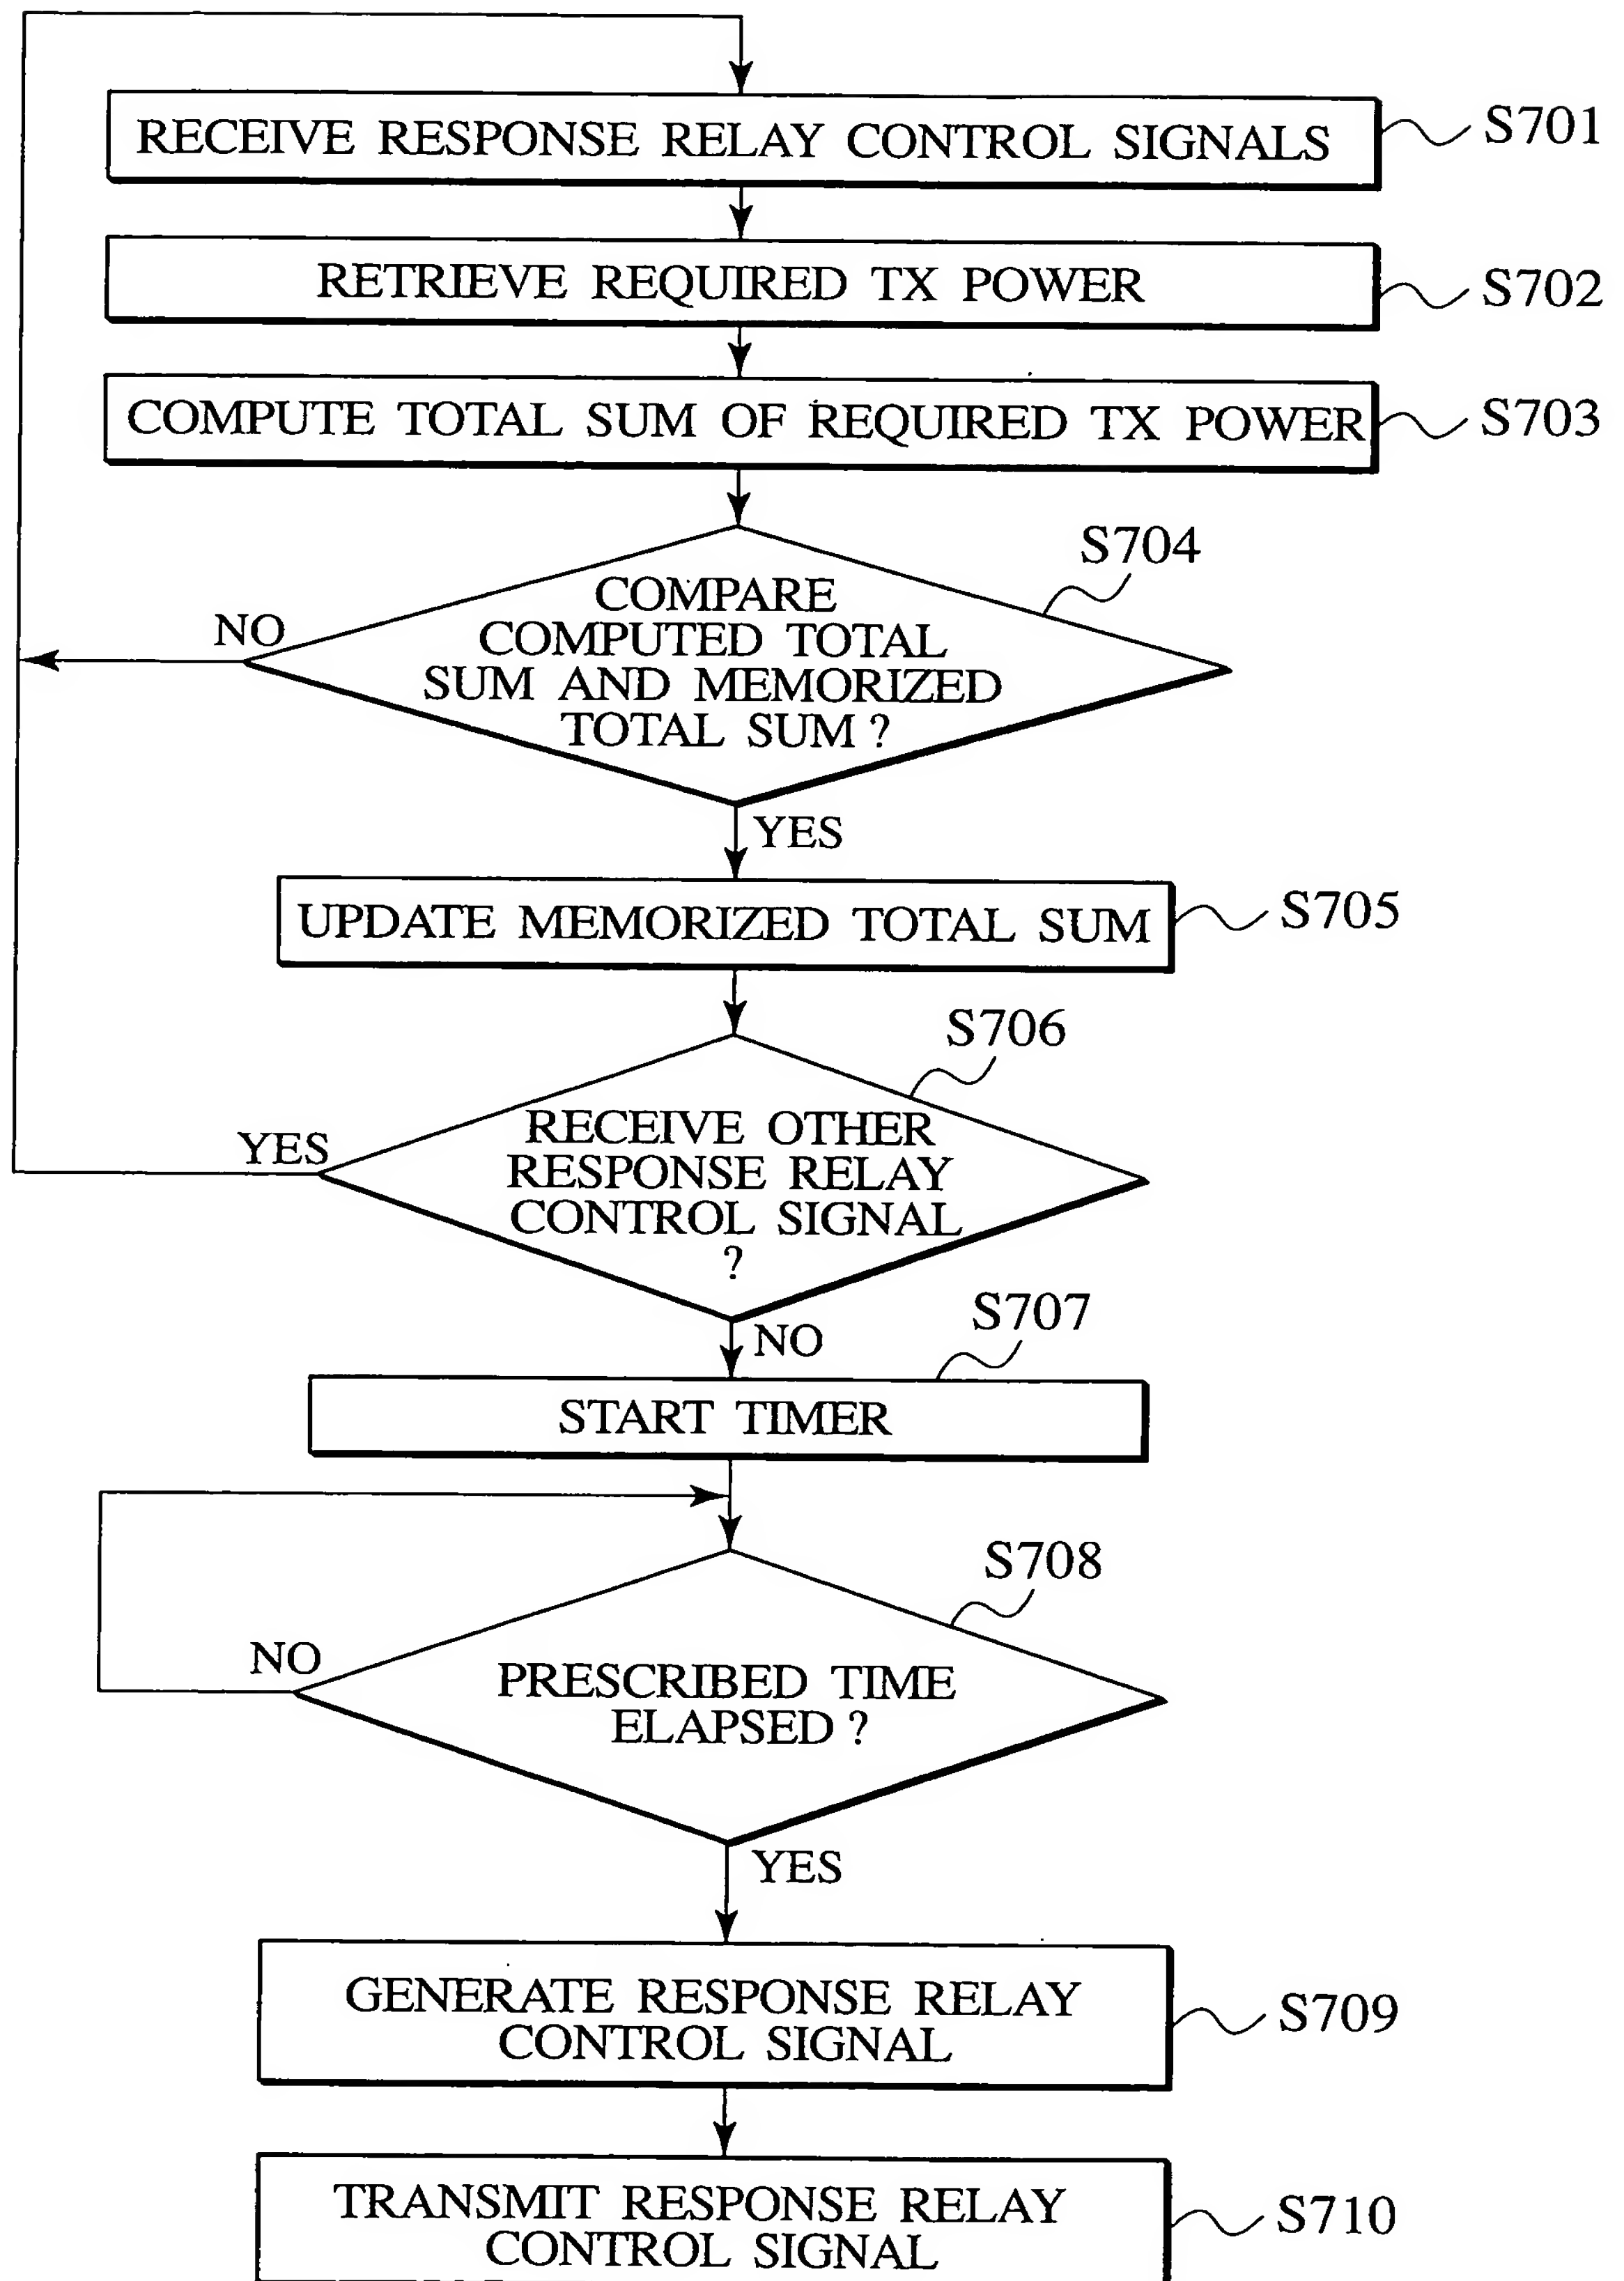 RECEIVE RESPONSE RELAY CONTROL SIGNALS
S701
RETRIEVE REQUIRED TX POWER
S702
COMPUTE TOTAL SUM OF REQUIRED TX POWER
S703
S704
COMPARE
COMPUTED TOTAL
SUM AND MEMORIZED
TOTAL SUM ?
NO
YES
UPDATE MEMORIZED TOTAL SUM
S705
S706
RECEIVE OTHER
RESPONSE RELAY
CONTROL SIGNAL
?
YES
NO
S707
START TIMER
S708
PRESCRIBED TIME
ELAPSED ?
NO
YES
GENERATE RESPONSE RELAY
CONTROL SIGNAL
S709
TRANSMIT RESPONSE RELAY
CONTROL SIGNAL
S710